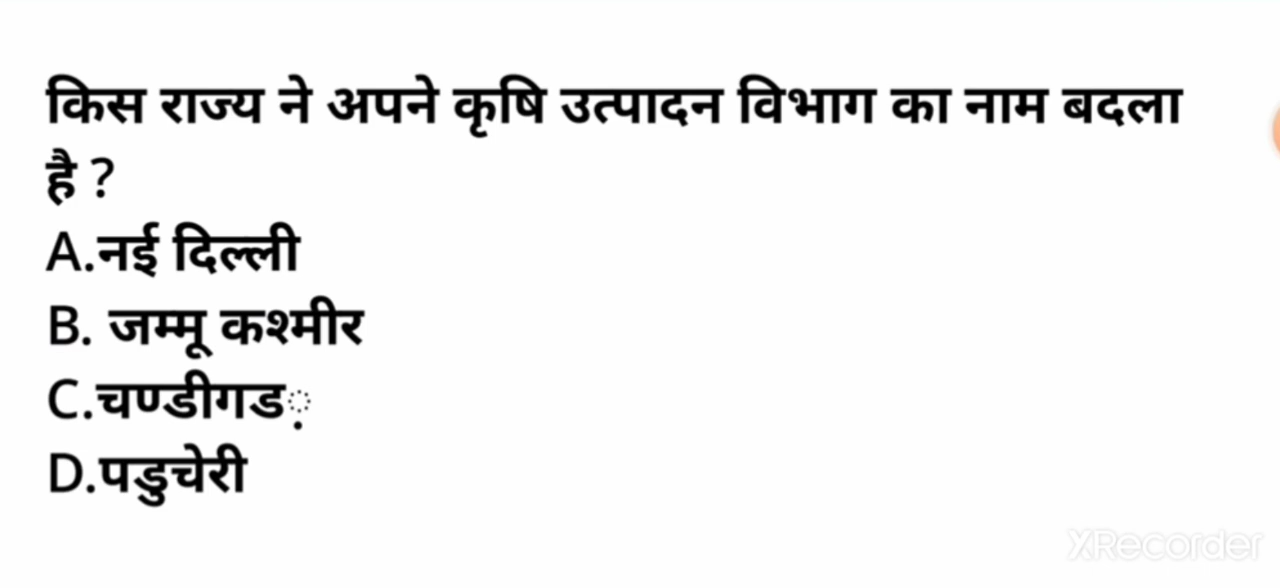 किस राज्य ने अपने कृषि उत्पादन विभाग का नाम बदला
है ?
A.नई दिल्ली
B. जम्मू कश्मीर
C.चण्डीगड़
D.पडुचेरी
XRecorder